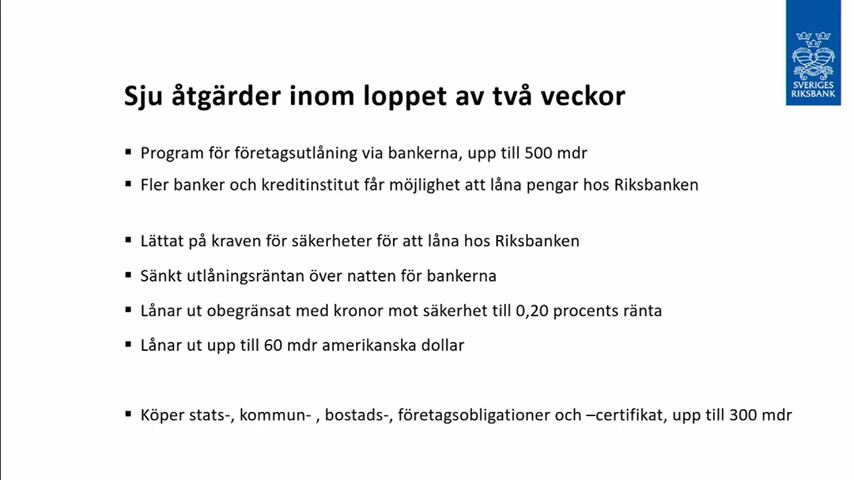 SVERIGES
RIKSBANK
Sju åtgärder inom loppet av två veckor
▪ Program för företagsutlåning via bankerna, upp till 500 mdr
▪ Fler banker och kreditinstitut får möjlighet att låna pengar hos Riksbanken
▪ Lättat på kraven för säkerheter för att låna hos Riksbanken
▪ Sänkt utlåningsräntan över natten för bankerna
▪ Lånar ut obegränsat med kronor mot säkerhet till 0,20 procents ränta
▪ Lånar ut upp till 60 mdr amerikanska dollar
▪ Köper stats-, kommun- , bostads-, företagsobligationer och –certifikat, upp till 300 mdr